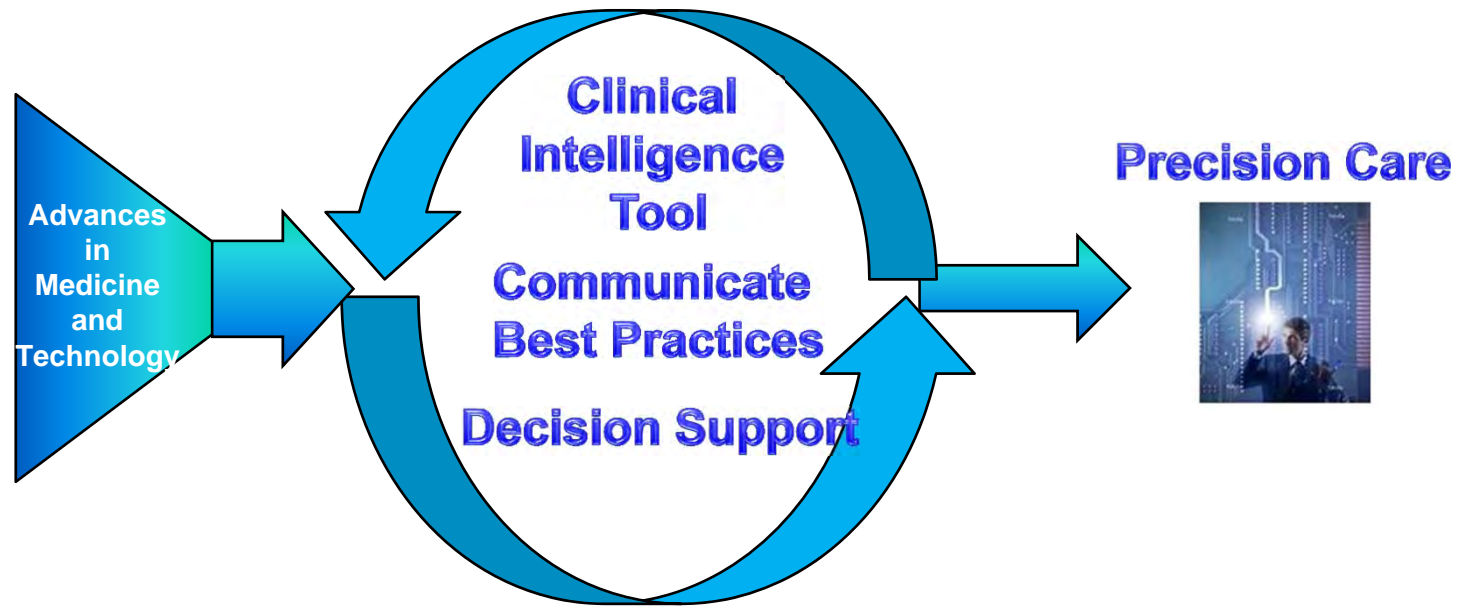 Advances
in
Medicine
and
Technology
Clinical
Intelligence
Tool
Communicate
Best Practices
Decision Support
Precision Care